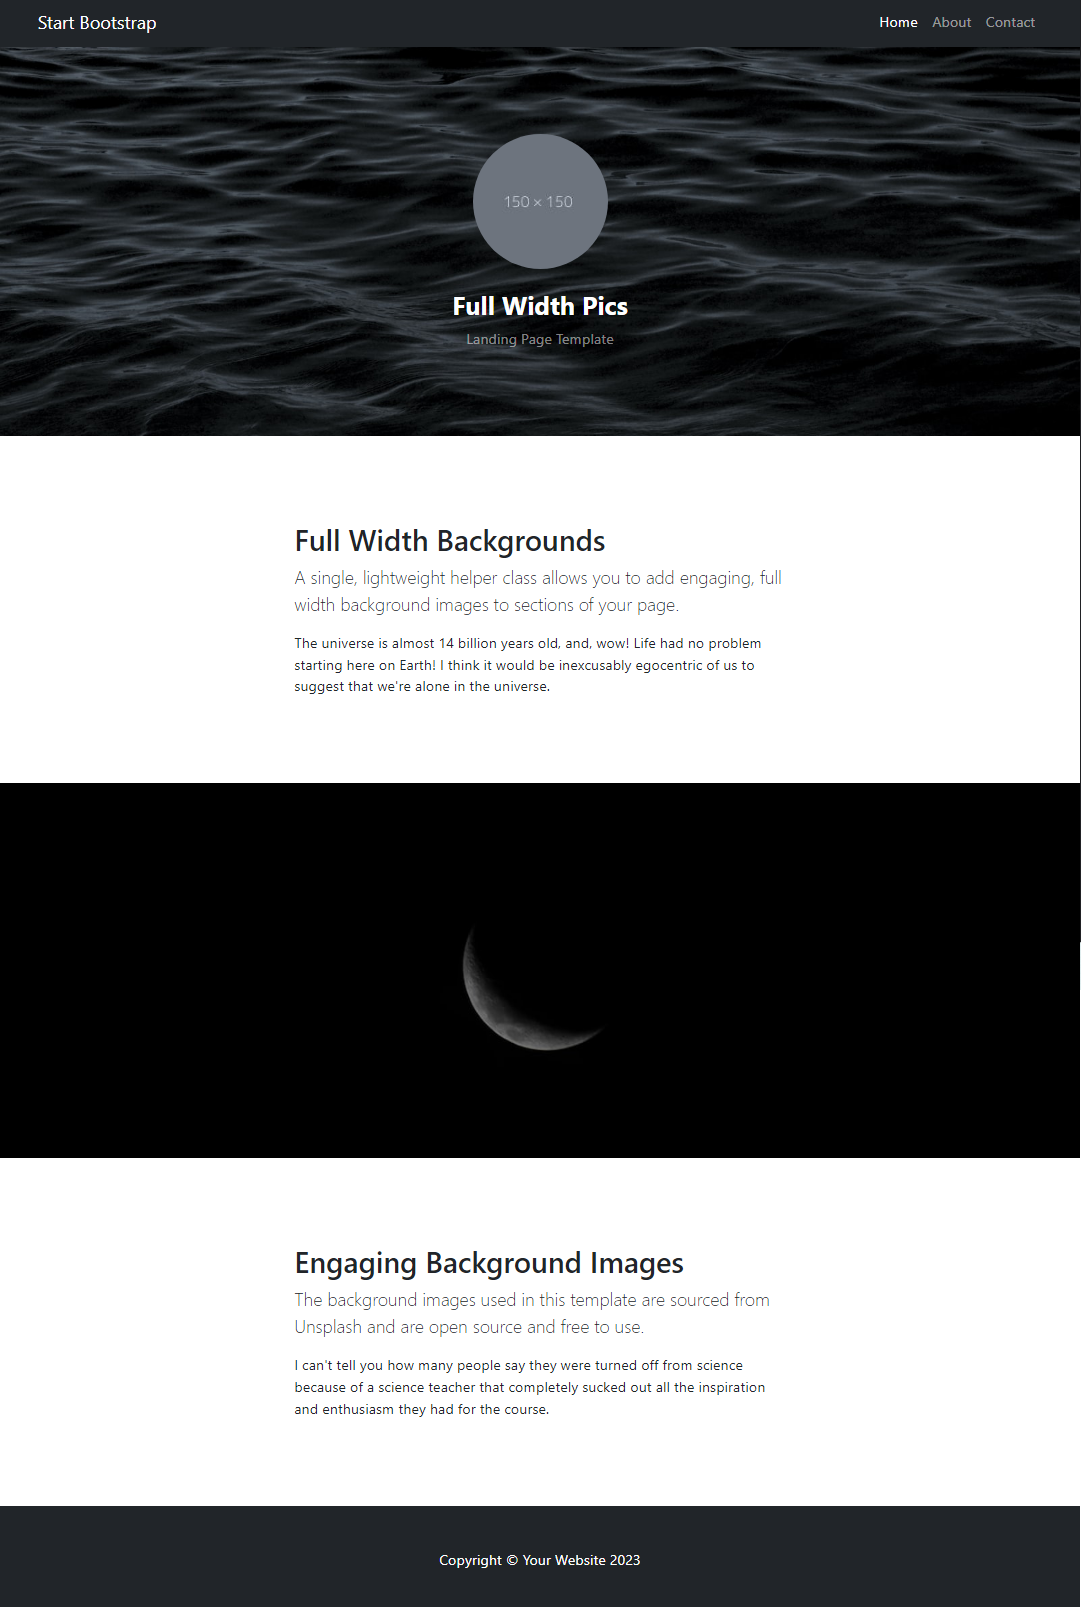 Start Bootstrap
Home About Contact
150 × 150
Full Width Pics
Landing Page Template
Full Width Backgrounds
A single, lightweight helper class allows you to add engaging, full
width background images to sections of your page.
The universe is almost 14 billion years old, and, wow! Life had no problem
starting here on Earth! I think it would be inexcusably egocentric of us to
suggest that we're alone in the universe.
Engaging Background Images
The background images used in this template are sourced from
Unsplash and are open source and free to use.
I can't tell you how many people say they were turned off from science
because of a science teacher that completely sucked out all the inspiration
and enthusiasm they had for the course.
Copyright © Your Website 2023